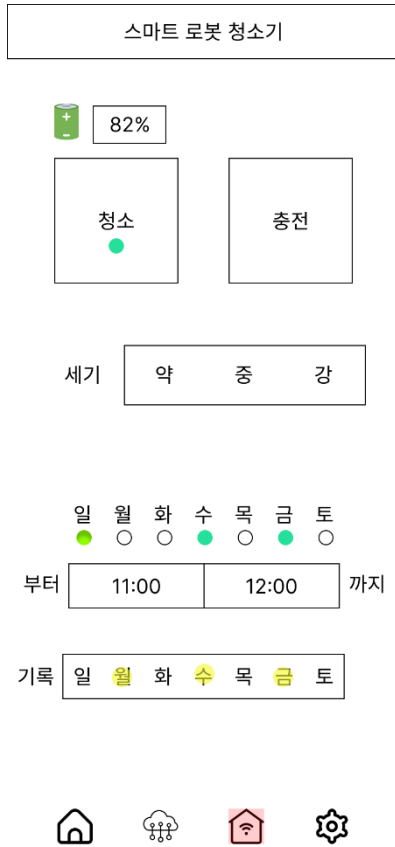 스마트 로봇 청소기
82%
청소 충전
세기 약 중 강
일 월 화 수 목 금 토
부터 11:00 12:00 까지
기록 일 월 화 수 목 금 토